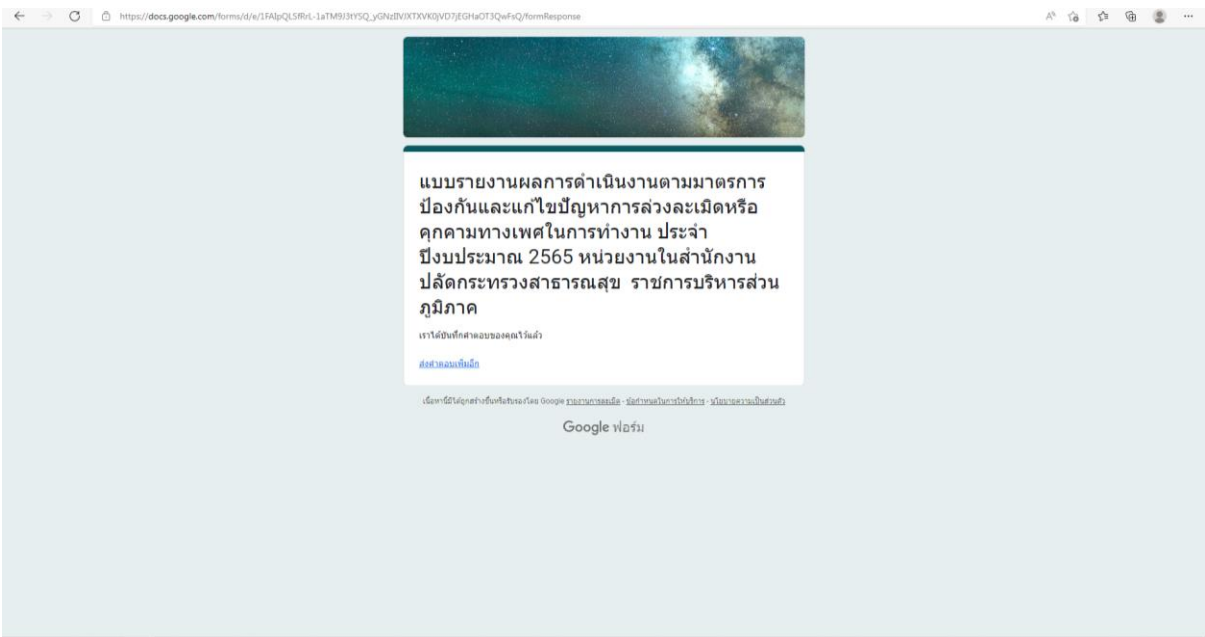 https://docs.google.com/forms/d/e/1FAIpQLSfRrL-1aTM9J3tYSQ_yGNzIIVJXTXVK0jVD7jEGHaOT3QwFsQ/formResponse
แบบรายงานผลการดำเนินงานตามมาตรการ
ป้องกันและแก้ไขปัญหาการล่วงละเมิดหรือ
คุกคามทางเพศในการทำงาน ประจำ
ปีงบประมาณ 2565 หน่วยงานในสำนักงาน
ปลัดกระทรวงสาธารณสุข ราชการบริหารส่วน
ภูมิภาค
เราได้บันทึกคำตอบของคุณไว้แล้ว
ส่งคำตอบเพิ่มอีก
เนื้อหานี้มิได้ถูกสร้างขึ้นหรือรับรองโดย Google รายงานการละเมิด - ข้อกำหนดในการให้บริการ - นโยบายความเป็นส่วนตัว
Google ฟอร์ม